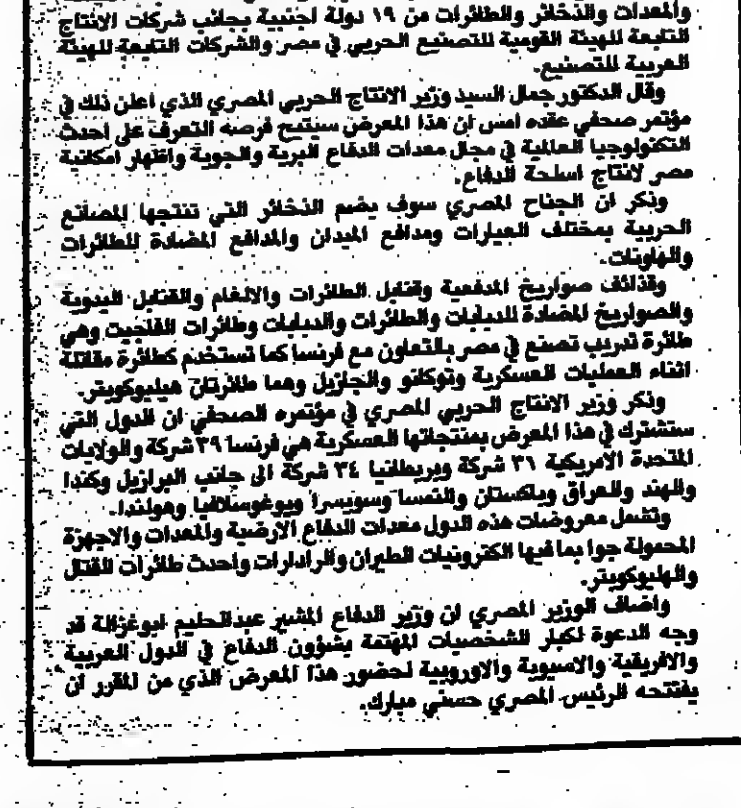 والمعدات والذخائر والطائرات من ١٩ دولة اجنبية بجانب شركات الانتاج
التابعة للهيئة القومية للتصنيع الحربي في مصر والشركات التابعة للهيئة
العربية للتصنيع.
وقال الدكتور جمال السيد وزير الانتاج الحربي المصري الذي اعلن ذلك في
مؤتمر صحفي عقده امس ان هذا المعرض سيتيح فرصه التعرف على احدث
التكنولوجيا العالمية في مجال معدات الدفاع البرية والجوية واظهار امكانية
مصر لانتاج اسلحة الدفاع.
وذكر ان الجناح المصري سوف يضم الذخائر التي تنتجها المصانع
الحربية بمختلف العيارات ومدافع الميدان والمدافع المضادة للطائرات
والهاونات.
وقذائف صواريخ المدفعية وقنابل الطائرات والالغام والقنابل اليدوية
والصواريخ المضادة للدبابات والطائرات والدبابات وطائرات الفاجيت وهي
طائرة تدريب تصنع في مصر بالتعاون مع فرنسا كما تستخدم كطائرة مقاتلة
اثناء العمليات العسكرية وتوكانو والجازيل وهما طائرتان هيليوكوبتر.
وذكر وزير الانتاج الحربي المصري في مؤتمره الصحفي ان الدول التي
ستشترك في هذا المعرض بمنتجاتها العسكرية هي فرنسا ٣٩ شركة والولايات
المتحدة الامريكية ٣٦ شركة وبريطانيا ٣٤ شركة الى جانب البرازيل وكندا
والهند والعراق وباكستان والنمسا وسويسرا ويوغوسلافيا وهولندا.
وتشمل معروضات هذه الدول معدات الدفاع الارضية والمعدات والاجهزة
المحمولة جوا بما فيها الكترونيات الطيران والرادارات واحدث طائرات القتال
والهليوكوبتر.
واضاف الوزير المصري ان وزير الدفاع المشير عبدالحليم ابوغزالة قد
وجه الدعوة لكبار الشخصيات المهتمة بشؤون الدفاع في الدول العربية
والافريقية والاسيوية والاوروبية لحضور هذا المعرض الذي من المقرر ان
يفتتحه الرئيس المصري حسني مبارك.